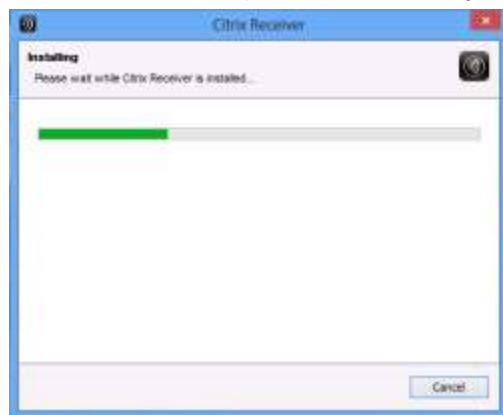 Citrix Receiver
Installing
Please wait while Citrix Receiver is installed...
Cancel